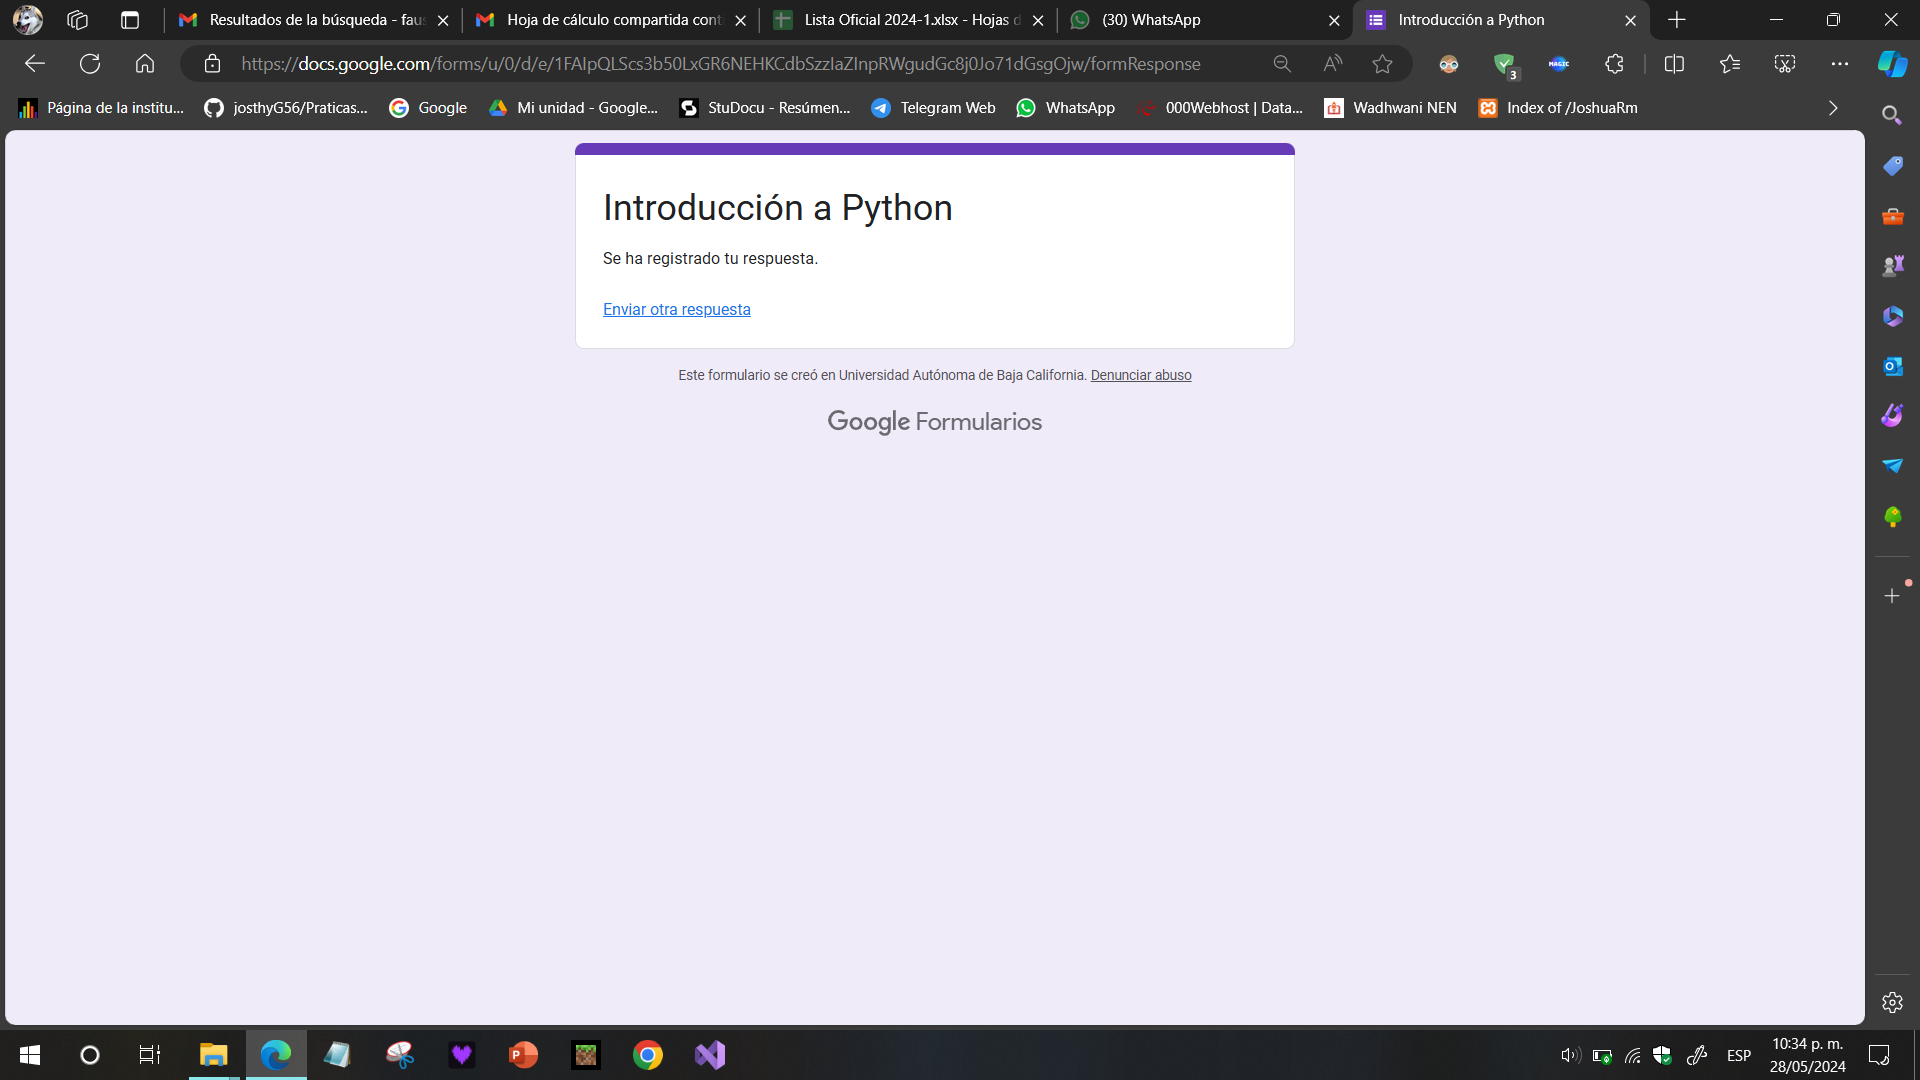 Resultados de la búsqueda - faus
Hoja de cálculo compartida cont
Lista Oficial 2024-1.xlsx - Hojas d
(30) WhatsApp
Introducción a Python
https://docs.google.com/forms/u/0/d/e/1FAIpQLScs3b50LxGR6NEHKCdbSzzIaZInpRWgudGc8j0Jo71dGsgOjw/formResponse
3
MAGIC
Página de la institu...
josthyG56/Praticas...
Google
Mi unidad - Google...
StuDocu - Resúmen...
Telegram Web
WhatsApp
000Webhost | Data...
Wadhwani NEN
Index of /JoshuaRm
Introducción a Python
Se ha registrado tu respuesta.
Enviar otra respuesta
Este formulario se creó en Universidad Autónoma de Baja California. Denunciar abuso
Google Formularios
ESP
10:34 p. m.
28/05/2024